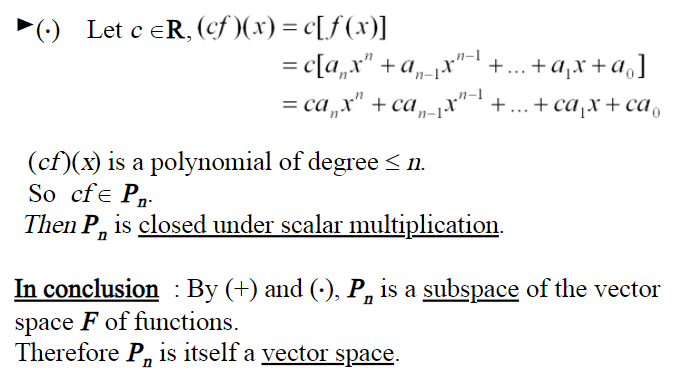 ►(·) Let c ∈R, (cf)(x) = c[f(x)]
= c[aₙxⁿ + aₙ₋₁xⁿ⁻¹ + ... + a₁x + a₀]
= caₙxⁿ + caₙ₋₁xⁿ⁻¹ + ... + ca₁x + ca₀
(cf)(x) is a polynomial of degree ≤ n.
So cf ∈ Pₙ.
Then Pₙ is closed under scalar multiplication.
In conclusion : By (+) and (·), Pₙ is a subspace of the vector
space F of functions.
Therefore Pₙ is itself a vector space.